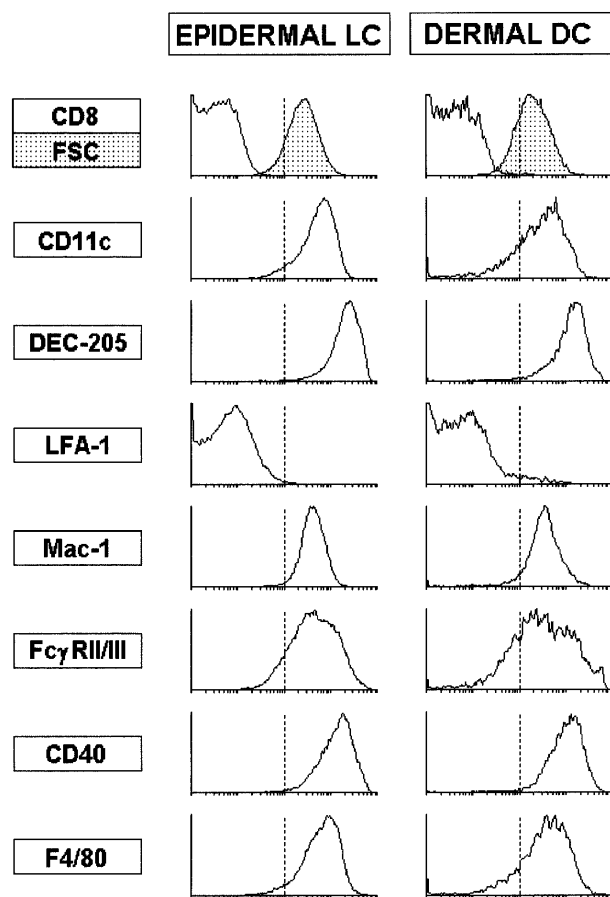 EPIDERMAL LC
DERMAL DC
CD8
FSC
CD11c
DEC-205
LFA-1
Mac-1
FcγRII/III
CD40
F4/80